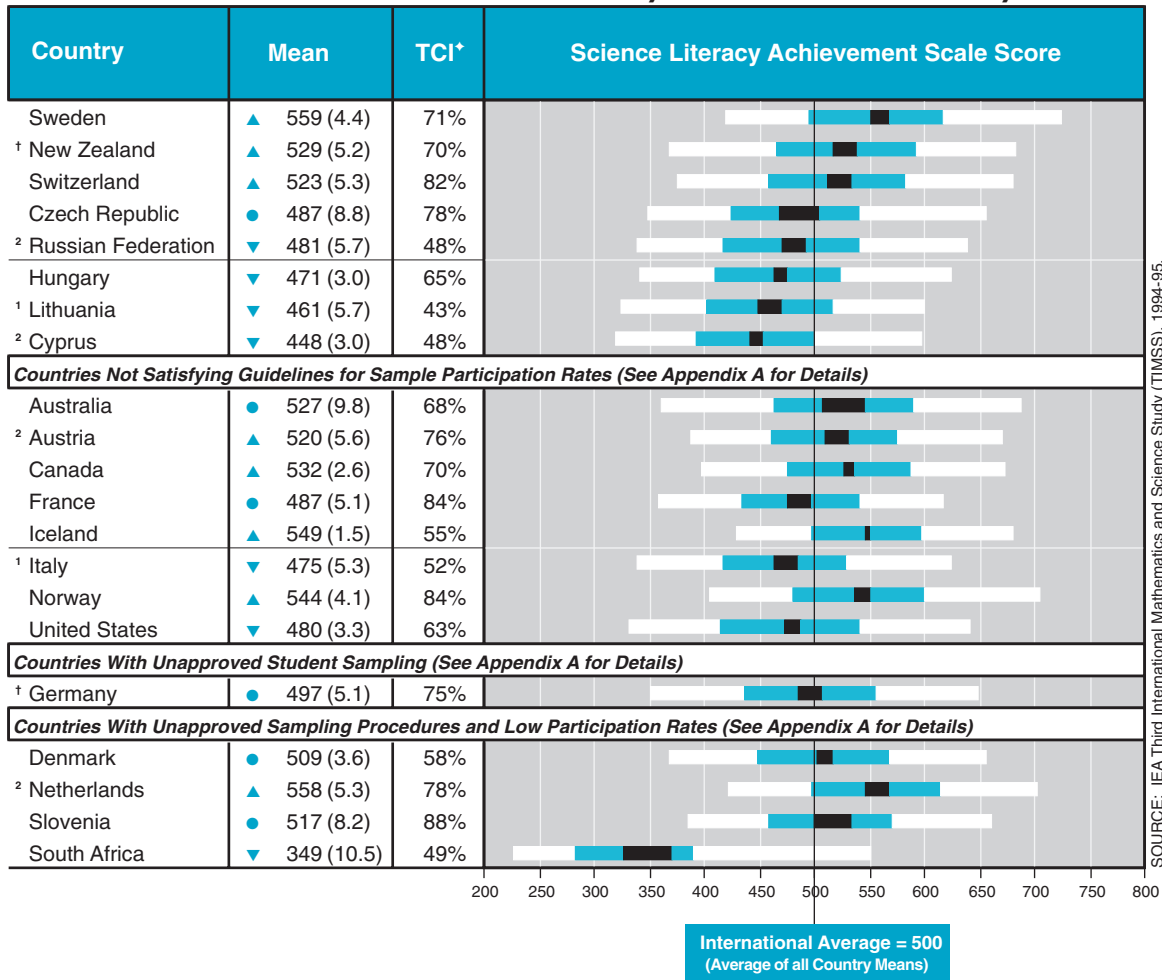 Country Mean TCI✦ Science Literacy Achievement Scale Score
Sweden ▲ 559 (4.4) 71%
† New Zealand ▲ 529 (5.2) 70%
Switzerland ▲ 523 (5.3) 82%
Czech Republic ● 487 (8.8) 78%
² Russian Federation ▼ 481 (5.7) 48%
Hungary ▼ 471 (3.0) 65%
¹ Lithuania ▼ 461 (5.7) 43%
² Cyprus ▼ 448 (3.0) 48%
Countries Not Satisfying Guidelines for Sample Participation Rates (See Appendix A for Details)
Australia ● 527 (9.8) 68%
² Austria ▲ 520 (5.6) 76%
Canada ▲ 532 (2.6) 70%
France ● 487 (5.1) 84%
Iceland ▲ 549 (1.5) 55%
¹ Italy ▼ 475 (5.3) 52%
Norway ▲ 544 (4.1) 84%
United States ▼ 480 (3.3) 63%
Countries With Unapproved Student Sampling (See Appendix A for Details)
† Germany ● 497 (5.1) 75%
Countries With Unapproved Sampling Procedures and Low Participation Rates (See Appendix A for Details)
Denmark ● 509 (3.6) 58%
² Netherlands ▲ 558 (5.3) 78%
Slovenia ● 517 (8.2) 88%
South Africa ▼ 349 (10.5) 49%
200 250 300 350 400 450 500 550 600 650 700 750 800
International Average = 500
(Average of all Country Means)
SOURCE: IEA Third International Mathematics and Science Study (TIMSS), 1994-95.